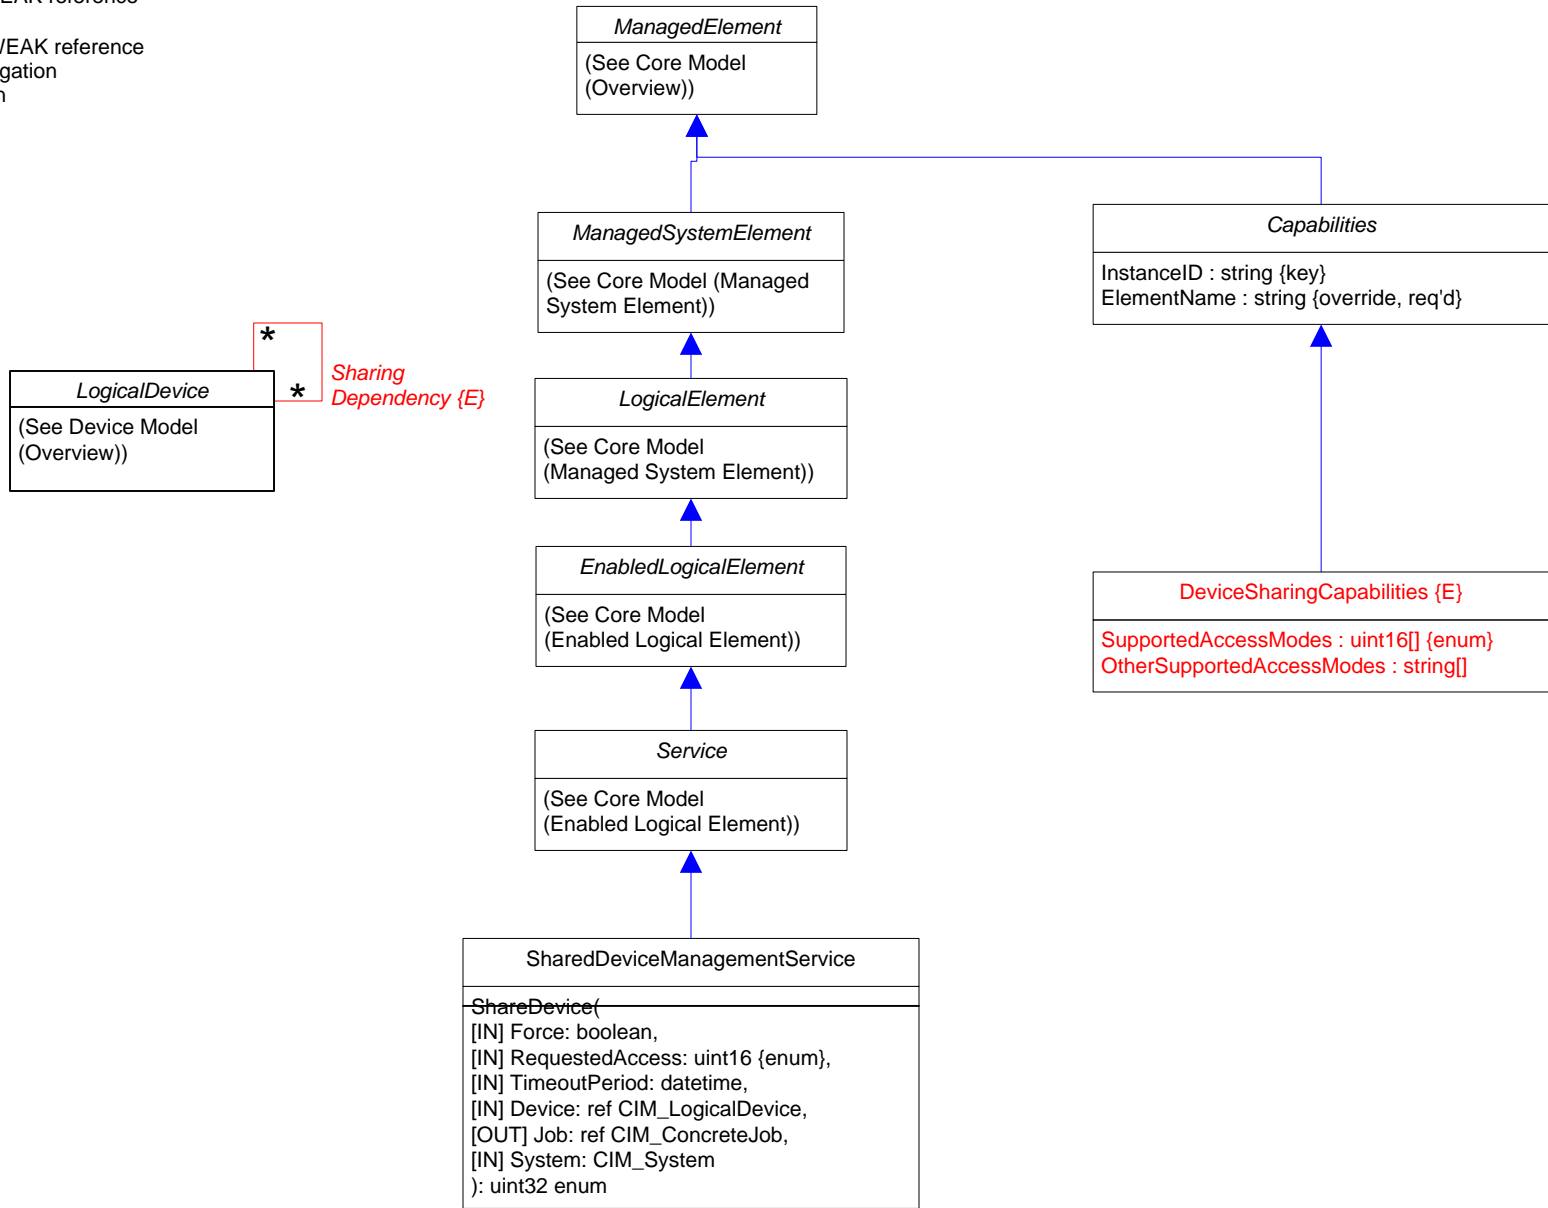 reference
WEAK reference
ManagedElement
(See Core Model
(Overview))
ManagedSystemElement
(See Core Model (Managed
System Element))
Capabilities
InstanceID : string {key}
ElementName : string {override, req'd}
*
*
Sharing
Dependency {E}
LogicalDevice
(See Device Model
(Overview))
LogicalElement
(See Core Model
(Managed System Element))
EnabledLogicalElement
(See Core Model
(Enabled Logical Element))
DeviceSharingCapabilities {E}
SupportedAccessModes : uint16[] {enum}
OtherSupportedAccessModes : string[]
Service
(See Core Model
(Enabled Logical Element))
SharedDeviceManagementService
ShareDevice(
[IN] Force: boolean,
[IN] RequestedAccess: uint16 {enum},
[IN] TimeoutPeriod: datetime,
[IN] Device: ref CIM_LogicalDevice,
[OUT] Job: ref CIM_ConcreteJob,
[IN] System: CIM_System
): uint32 enum